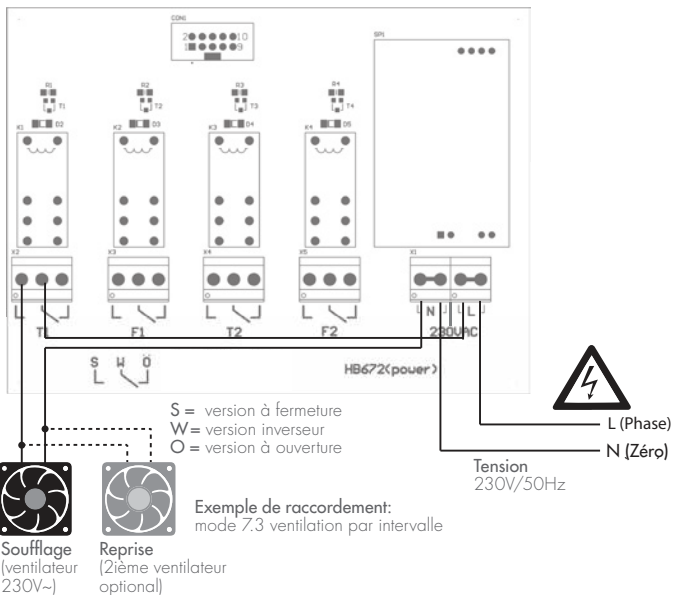 CON1
SP1
2 10
1 9
R1 R2 R3 R4
T1 T2 T3 T4
D2 D3 D4 D5
K1 K2 K3 K4
X2 X3 X4 X5 X1
N L
T1 F1 T2 F2 230VAC
S W Ö
HB672(power)
S = version à fermeture
W = version inverseur
O = version à ouverture
L (Phase)
N (Zéro)
Tension
230V/50Hz
Exemple de raccordement:
mode 7.3 ventilation par intervalle
Soufflage
(ventilateur
230V~)
Reprise
(2ième ventilateur
optional)